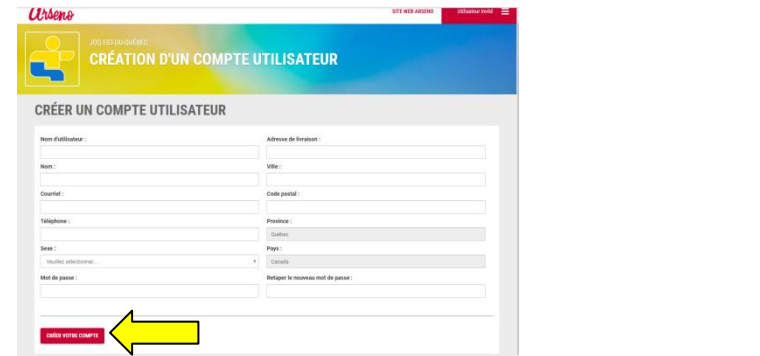 Urseno
SITE WEB ARSENO
Utilisateur invité
JDQ EST-DU-QUÉBEC
CRÉATION D'UN COMPTE UTILISATEUR
CRÉER UN COMPTE UTILISATEUR
Nom d'utilisateur :
Adresse de livraison :
Nom :
Ville :
Courriel :
Code postal :
Téléphone :
Province :
Québec
Sexe :
Pays :
Veuillez sélectionner...
Canada
Mot de passe :
Retaper le nouveau mot de passe :
CRÉER VOTRE COMPTE